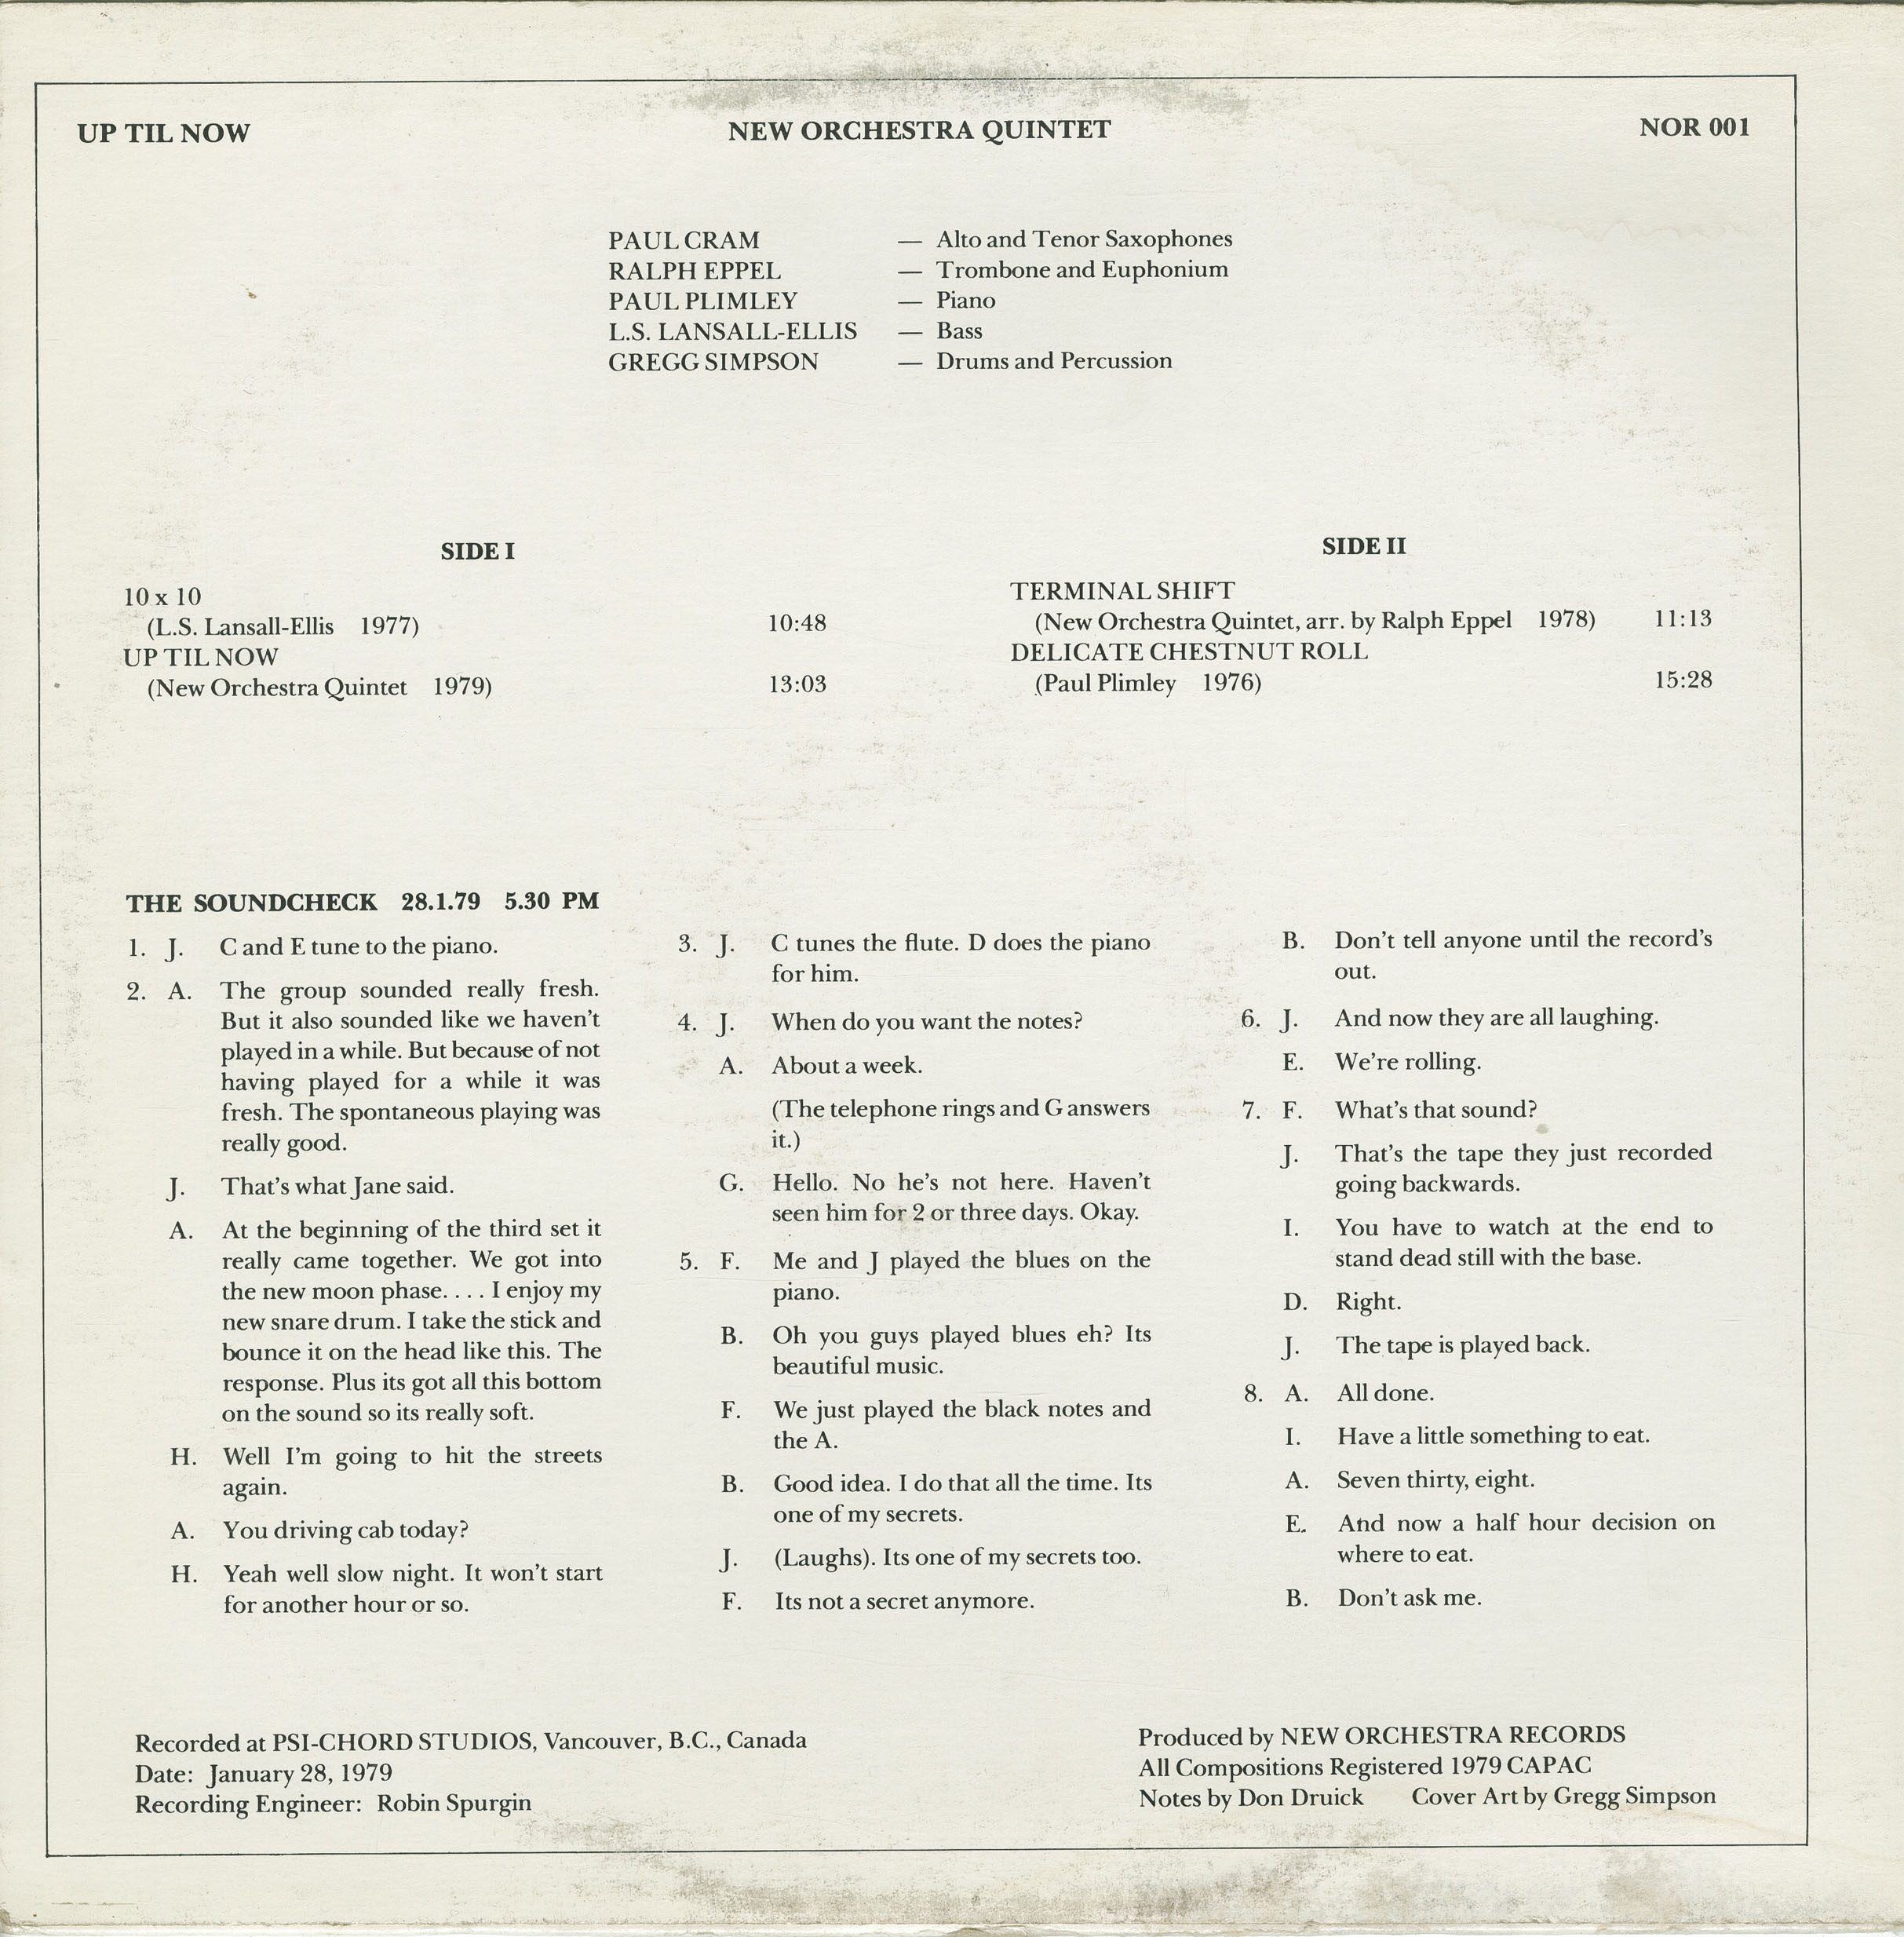 UP TIL NOW NEW ORCHESTRA QUINTET NOR 001
PAUL CRAM — Alto and Tenor Saxophones
RALPH EPPEL — Trombone and Euphonium
PAUL PLIMLEY — Piano
L.S. LANSALL-ELLIS — Bass
GREGG SIMPSON — Drums and Percussion
SIDE I
10 x 10
(L.S. Lansall-Ellis 1977) 10:48
UP TIL NOW
(New Orchestra Quintet 1979) 13:03
SIDE II
TERMINAL SHIFT
(New Orchestra Quintet, arr. by Ralph Eppel 1978) 11:13
DELICATE CHESTNUT ROLL
(Paul Plimley 1976) 15:28
THE SOUNDCHECK 28.1.79 5.30 PM
1. J. C and E tune to the piano.
2. A. The group sounded really fresh.
But it also sounded like we haven't
played in a while. But because of not
having played for a while it was
fresh. The spontaneous playing was
really good.
J. That's what Jane said.
A. At the beginning of the third set it
really came together. We got into
the new moon phase. . . . I enjoy my
new snare drum. I take the stick and
bounce it on the head like this. The
response. Plus its got all this bottom
on the sound so its really soft.
H. Well I'm going to hit the streets
again.
A. You driving cab today?
H. Yeah well slow night. It won't start
for another hour or so.
3. J. C tunes the flute. D does the piano
for him.
4. J. When do you want the notes?
A. About a week.
(The telephone rings and G answers
it.)
G. Hello. No he's not here. Haven't
seen him for 2 or three days. Okay.
5. F. Me and J played the blues on the
piano.
B. Oh you guys played blues eh? Its
beautiful music.
F. We just played the black notes and
the A.
B. Good idea. I do that all the time. Its
one of my secrets.
J. (Laughs). Its one of my secrets too.
F. Its not a secret anymore.
B. Don't tell anyone until the record's
out.
6. J. And now they are all laughing.
E. We're rolling.
7. F. What's that sound?
J. That's the tape they just recorded
going backwards.
I. You have to watch at the end to
stand dead still with the base.
D. Right.
J. The tape is played back.
8. A. All done.
I. Have a little something to eat.
A. Seven thirty, eight.
E. And now a half hour decision on
where to eat.
B. Don't ask me.
Recorded at PSI-CHORD STUDIOS, Vancouver, B.C., Canada
Date: January 28, 1979
Recording Engineer: Robin Spurgin
Produced by NEW ORCHESTRA RECORDS
All Compositions Registered 1979 CAPAC
Notes by Don Druick Cover Art by Gregg Simpson